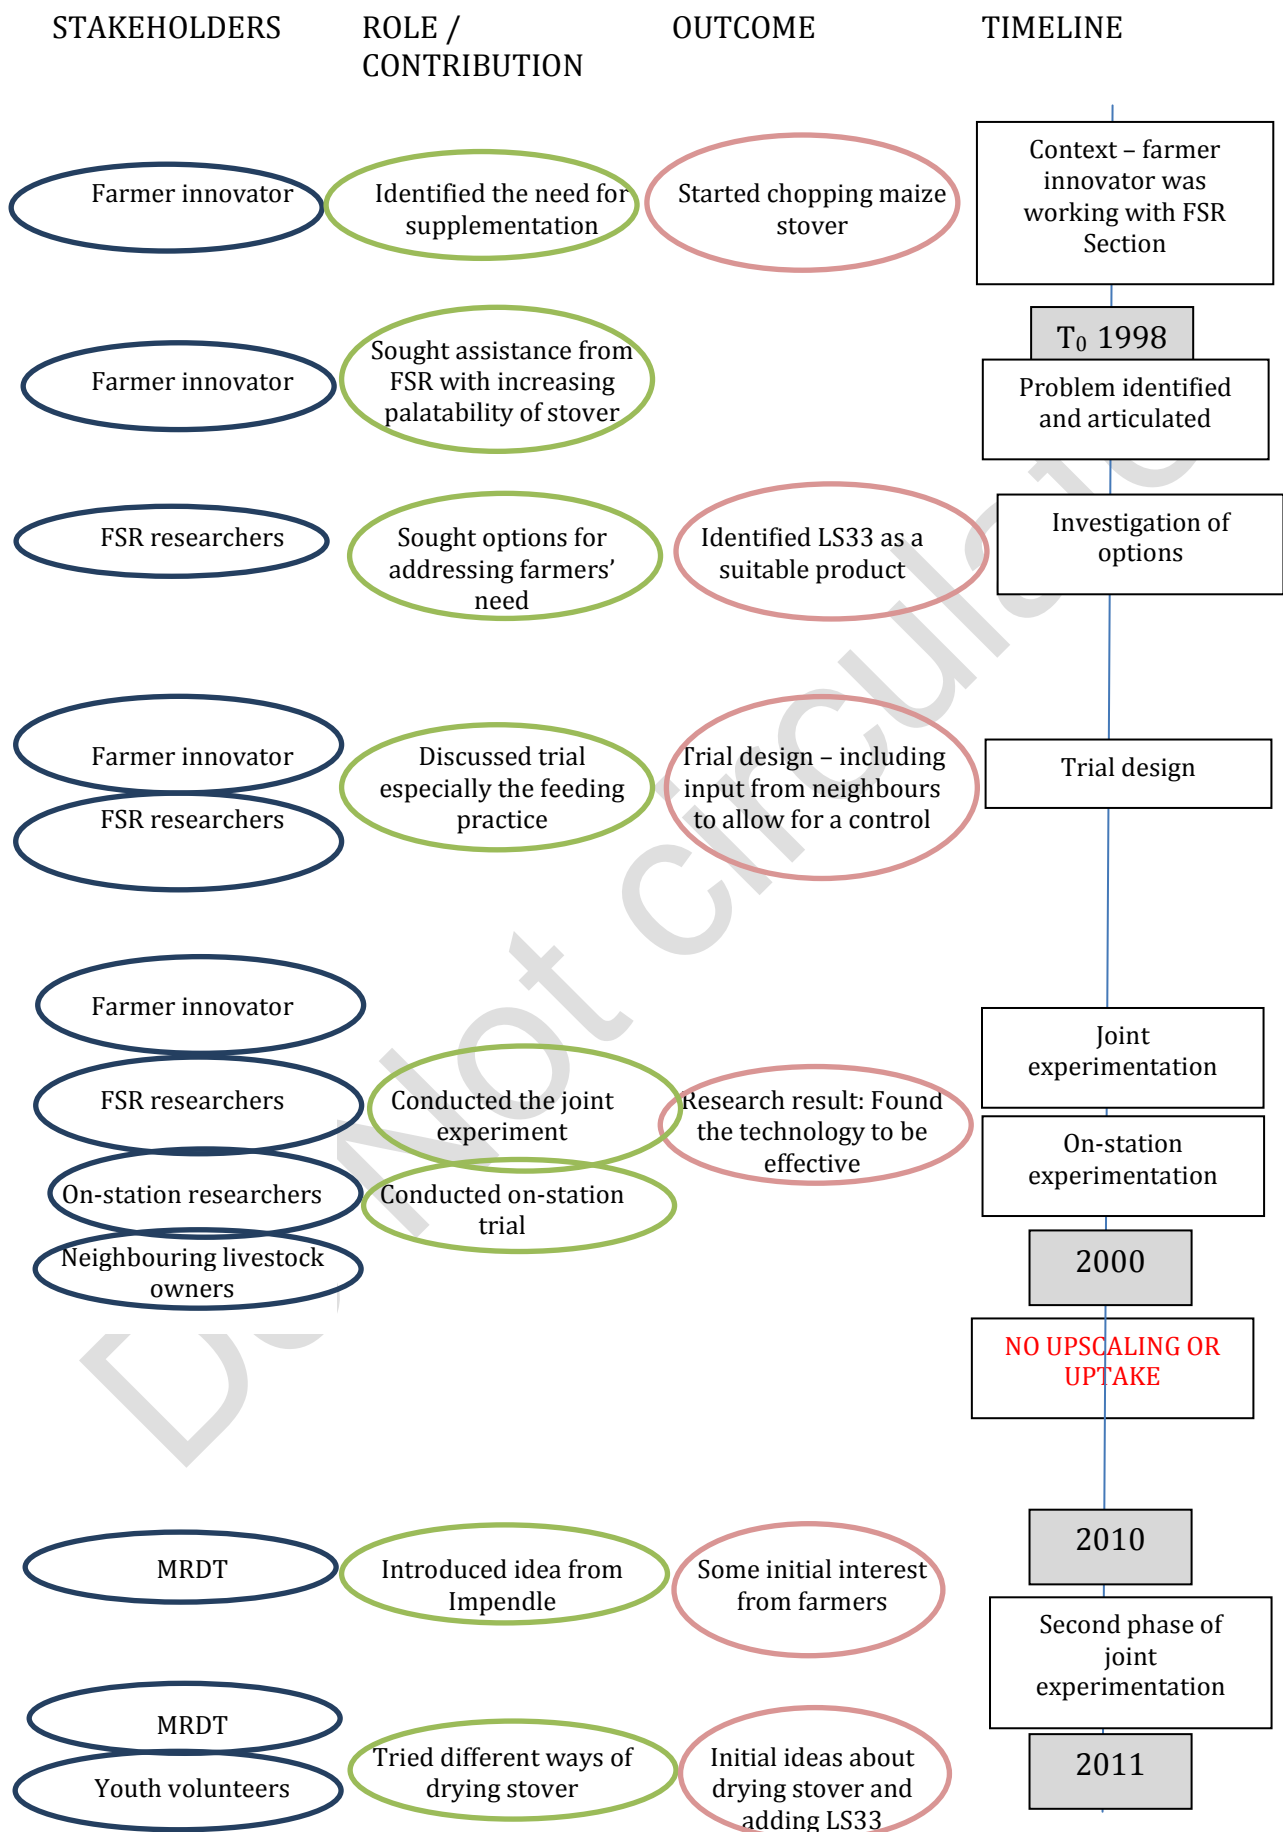 STAKEHOLDERS
ROLE /
CONTRIBUTION
OUTCOME
TIMELINE
Farmer innovator
Identified the need for
supplementation
Started chopping maize
stover
Context – farmer
innovator was
working with FSR
Section
T0 1998
Farmer innovator
Sought assistance from
FSR with increasing
palatability of stover
Problem identified
and articulated
FSR researchers
Sought options for
addressing farmers’
need
Identified LS33 as a
suitable product
Investigation of
options
Farmer innovator
FSR researchers
Discussed trial
especially the feeding
practice
Trial design – including
input from neighbours
to allow for a control
Trial design
Farmer innovator
FSR researchers
On-station researchers
Neighbouring livestock
owners
Conducted the joint
experiment
Conducted on-station
trial
Research result: Found
the technology to be
effective
Joint
experimentation
On-station
experimentation
2000
NO UPSCALING OR
UPTAKE
2010
MRDT
Introduced idea from
Impendle
Some initial interest
from farmers
Second phase of
joint
experimentation
MRDT
Youth volunteers
Tried different ways of
drying stover
Initial ideas about
drying stover and
adding LS33
2011
Do Not circulate